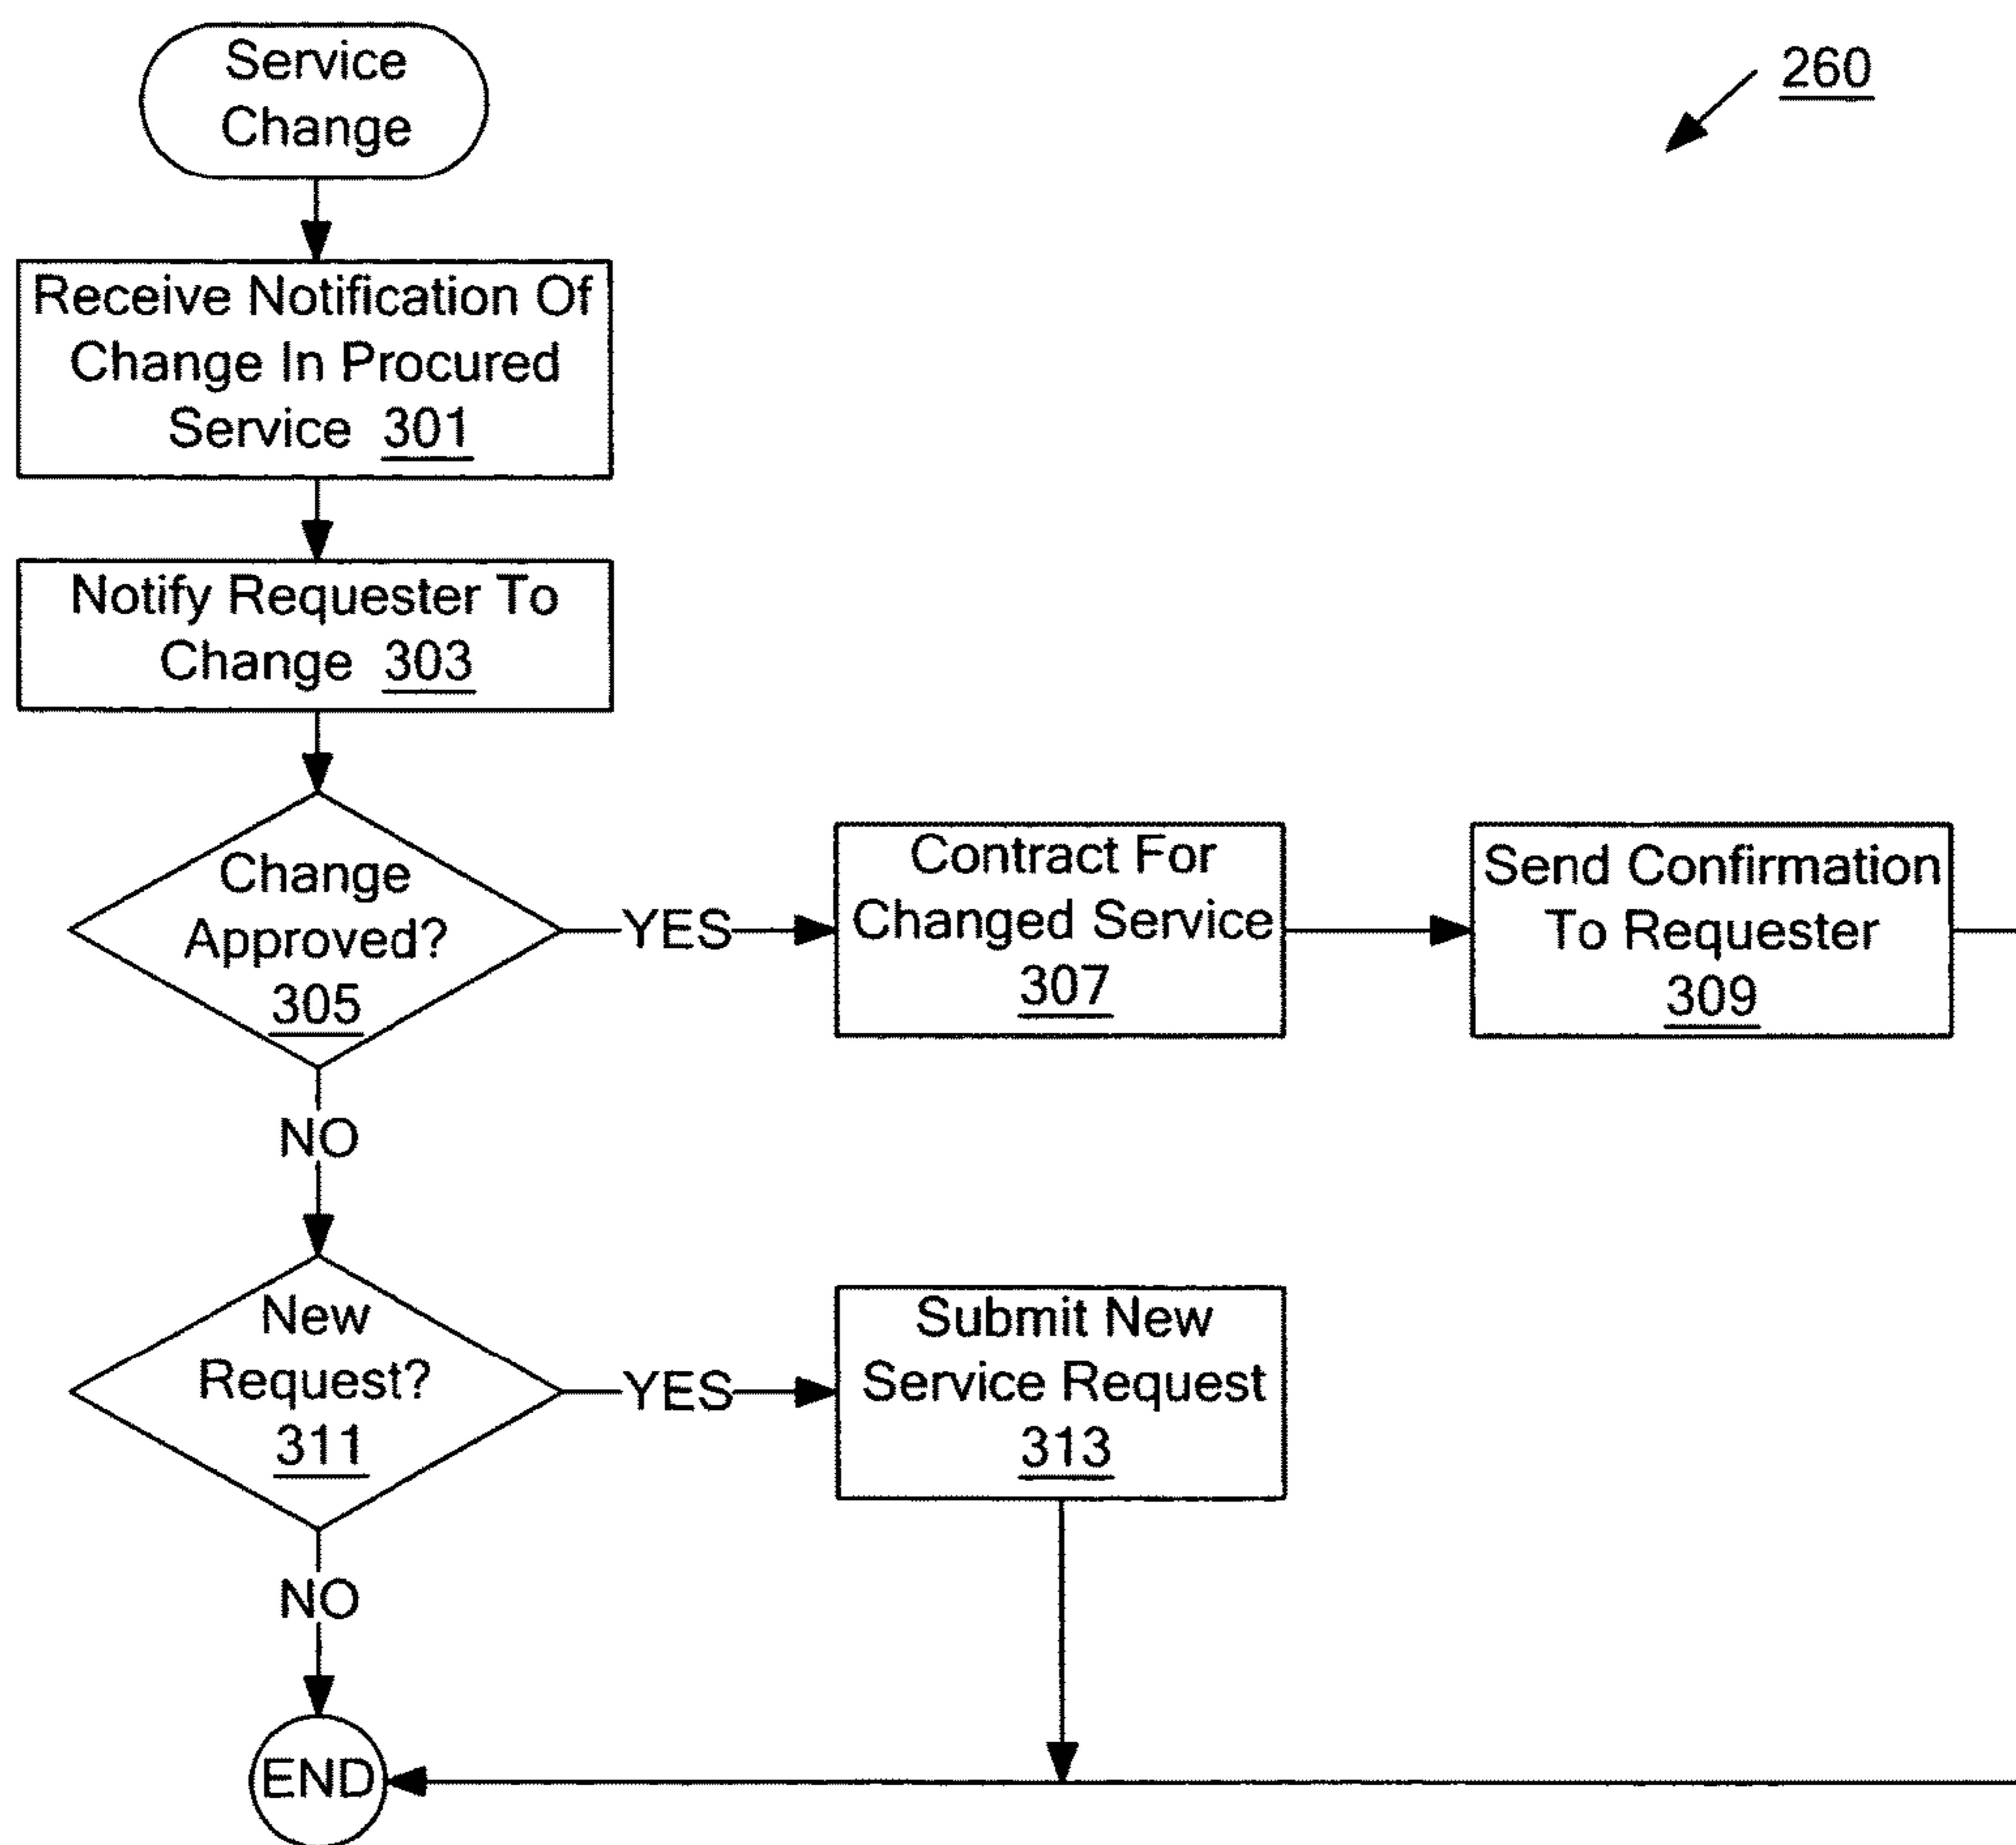 Service
Change
260
Receive Notification Of
Change In Procured
Service 301
Notify Requester To
Change 303
Change
Approved?
305
YES
Contract For
Changed Service
307
Send Confirmation
To Requester
309
NO
New
Request?
311
YES
Submit New
Service Request
313
NO
END